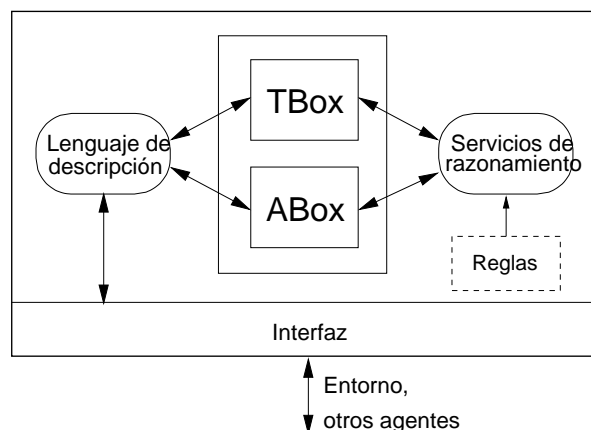 TBox
Lenguaje de
descripción
Servicios de
razonamiento
ABox
Reglas
Interfaz
Entorno,
otros agentes